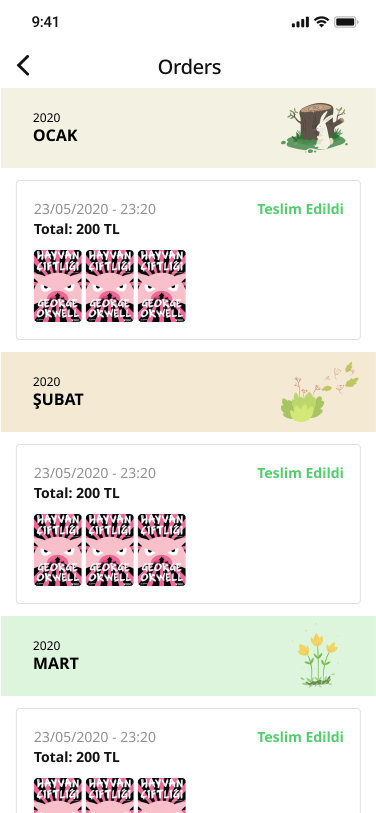 9:41
Orders
2020
OCAK
23/05/2020 - 23:20
Teslim Edildi
Total: 200 TL
HAYVAN HAYVAN HAYVAN
ÇİFTLİĞİ ÇİFTLİĞİ ÇİFTLİĞİ
GEORGE GEORGE GEORGE
ORWELL ORWELL ORWELL
2020
ŞUBAT
23/05/2020 - 23:20
Teslim Edildi
Total: 200 TL
HAYVAN HAYVAN HAYVAN
ÇİFTLİĞİ ÇİFTLİĞİ ÇİFTLİĞİ
GEORGE GEORGE GEORGE
ORWELL ORWELL ORWELL
2020
MART
23/05/2020 - 23:20
Teslim Edildi
Total: 200 TL
HAYVAN HAYVAN HAYVAN
ÇİFTLİĞİ ÇİFTLİĞİ ÇİFTLİĞİ